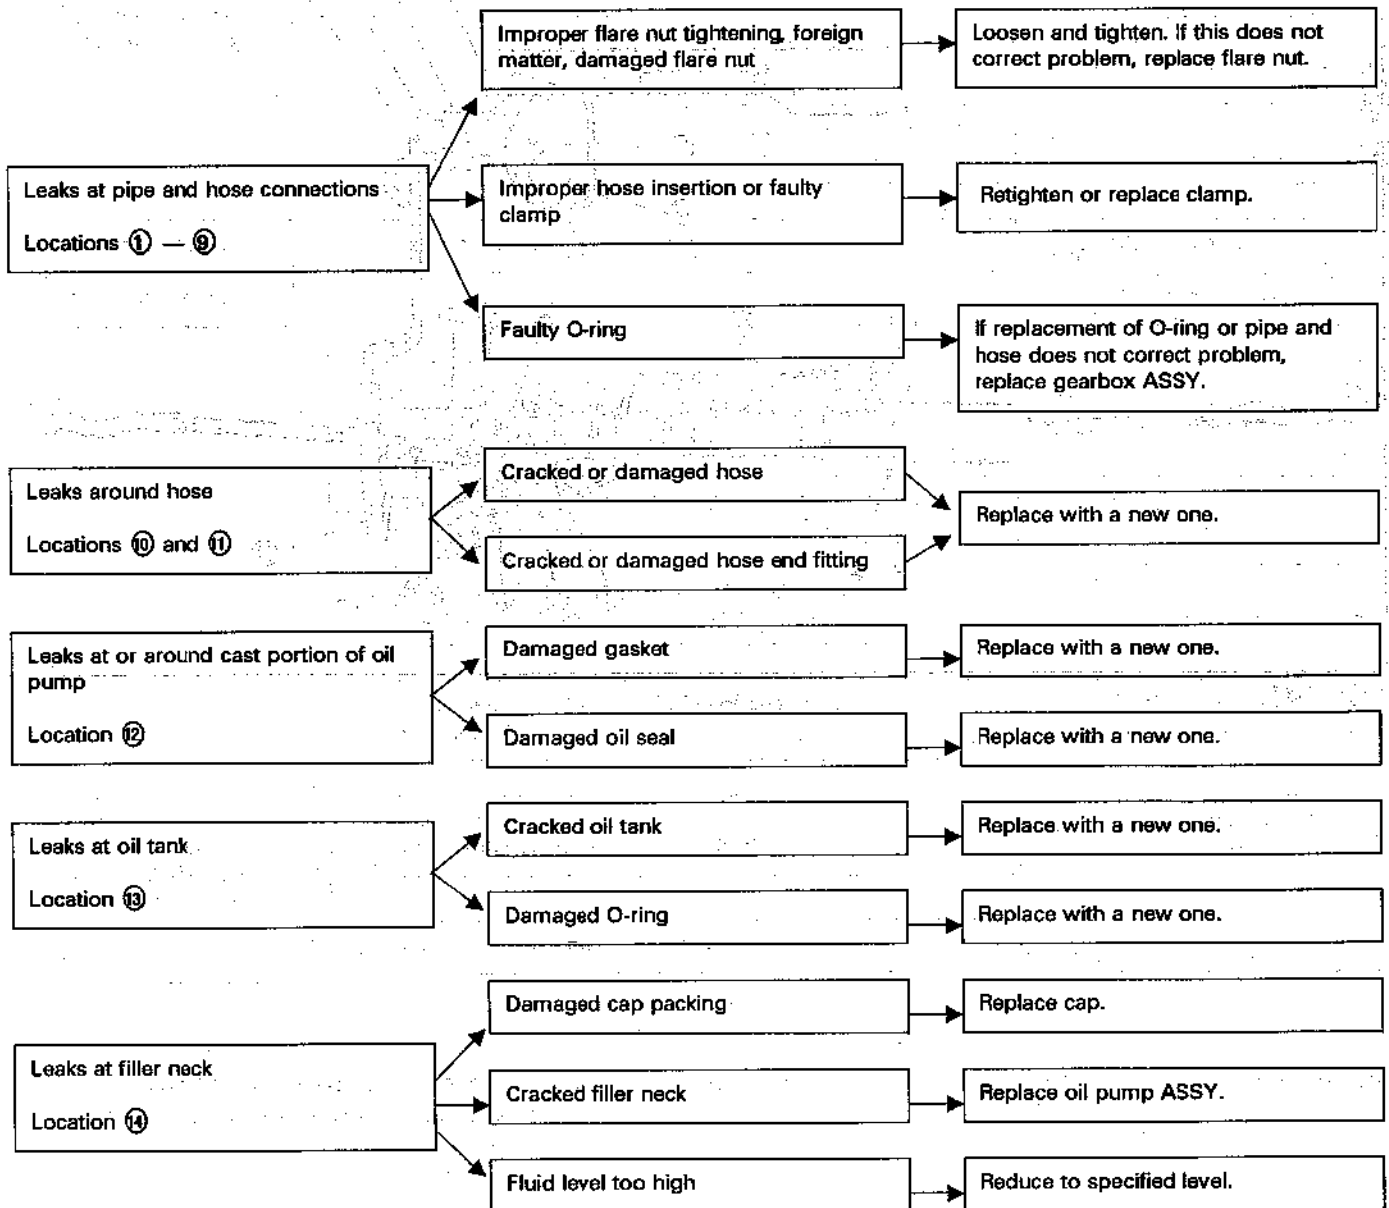 Improper flare nut tightening, foreign
matter, damaged flare nut
Loosen and tighten. If this does not
correct problem, replace flare nut.
Leaks at pipe and hose connections
Locations ① — ⑨
Improper hose insertion or faulty
clamp
Retighten or replace clamp.
Faulty O-ring
If replacement of O-ring or pipe and
hose does not correct problem,
replace gearbox ASSY.
Leaks around hose
Locations ⑩ and ⑪
Cracked or damaged hose
Cracked or damaged hose end fitting
Replace with a new one.
Leaks at or around cast portion of oil
pump
Location ⑫
Damaged gasket
Replace with a new one.
Damaged oil seal
Replace with a new one.
Leaks at oil tank
Location ⑬
Cracked oil tank
Replace with a new one.
Damaged O-ring
Replace with a new one.
Leaks at filler neck
Location ⑭
Damaged cap packing
Replace cap.
Cracked filler neck
Replace oil pump ASSY.
Fluid level too high
Reduce to specified level.